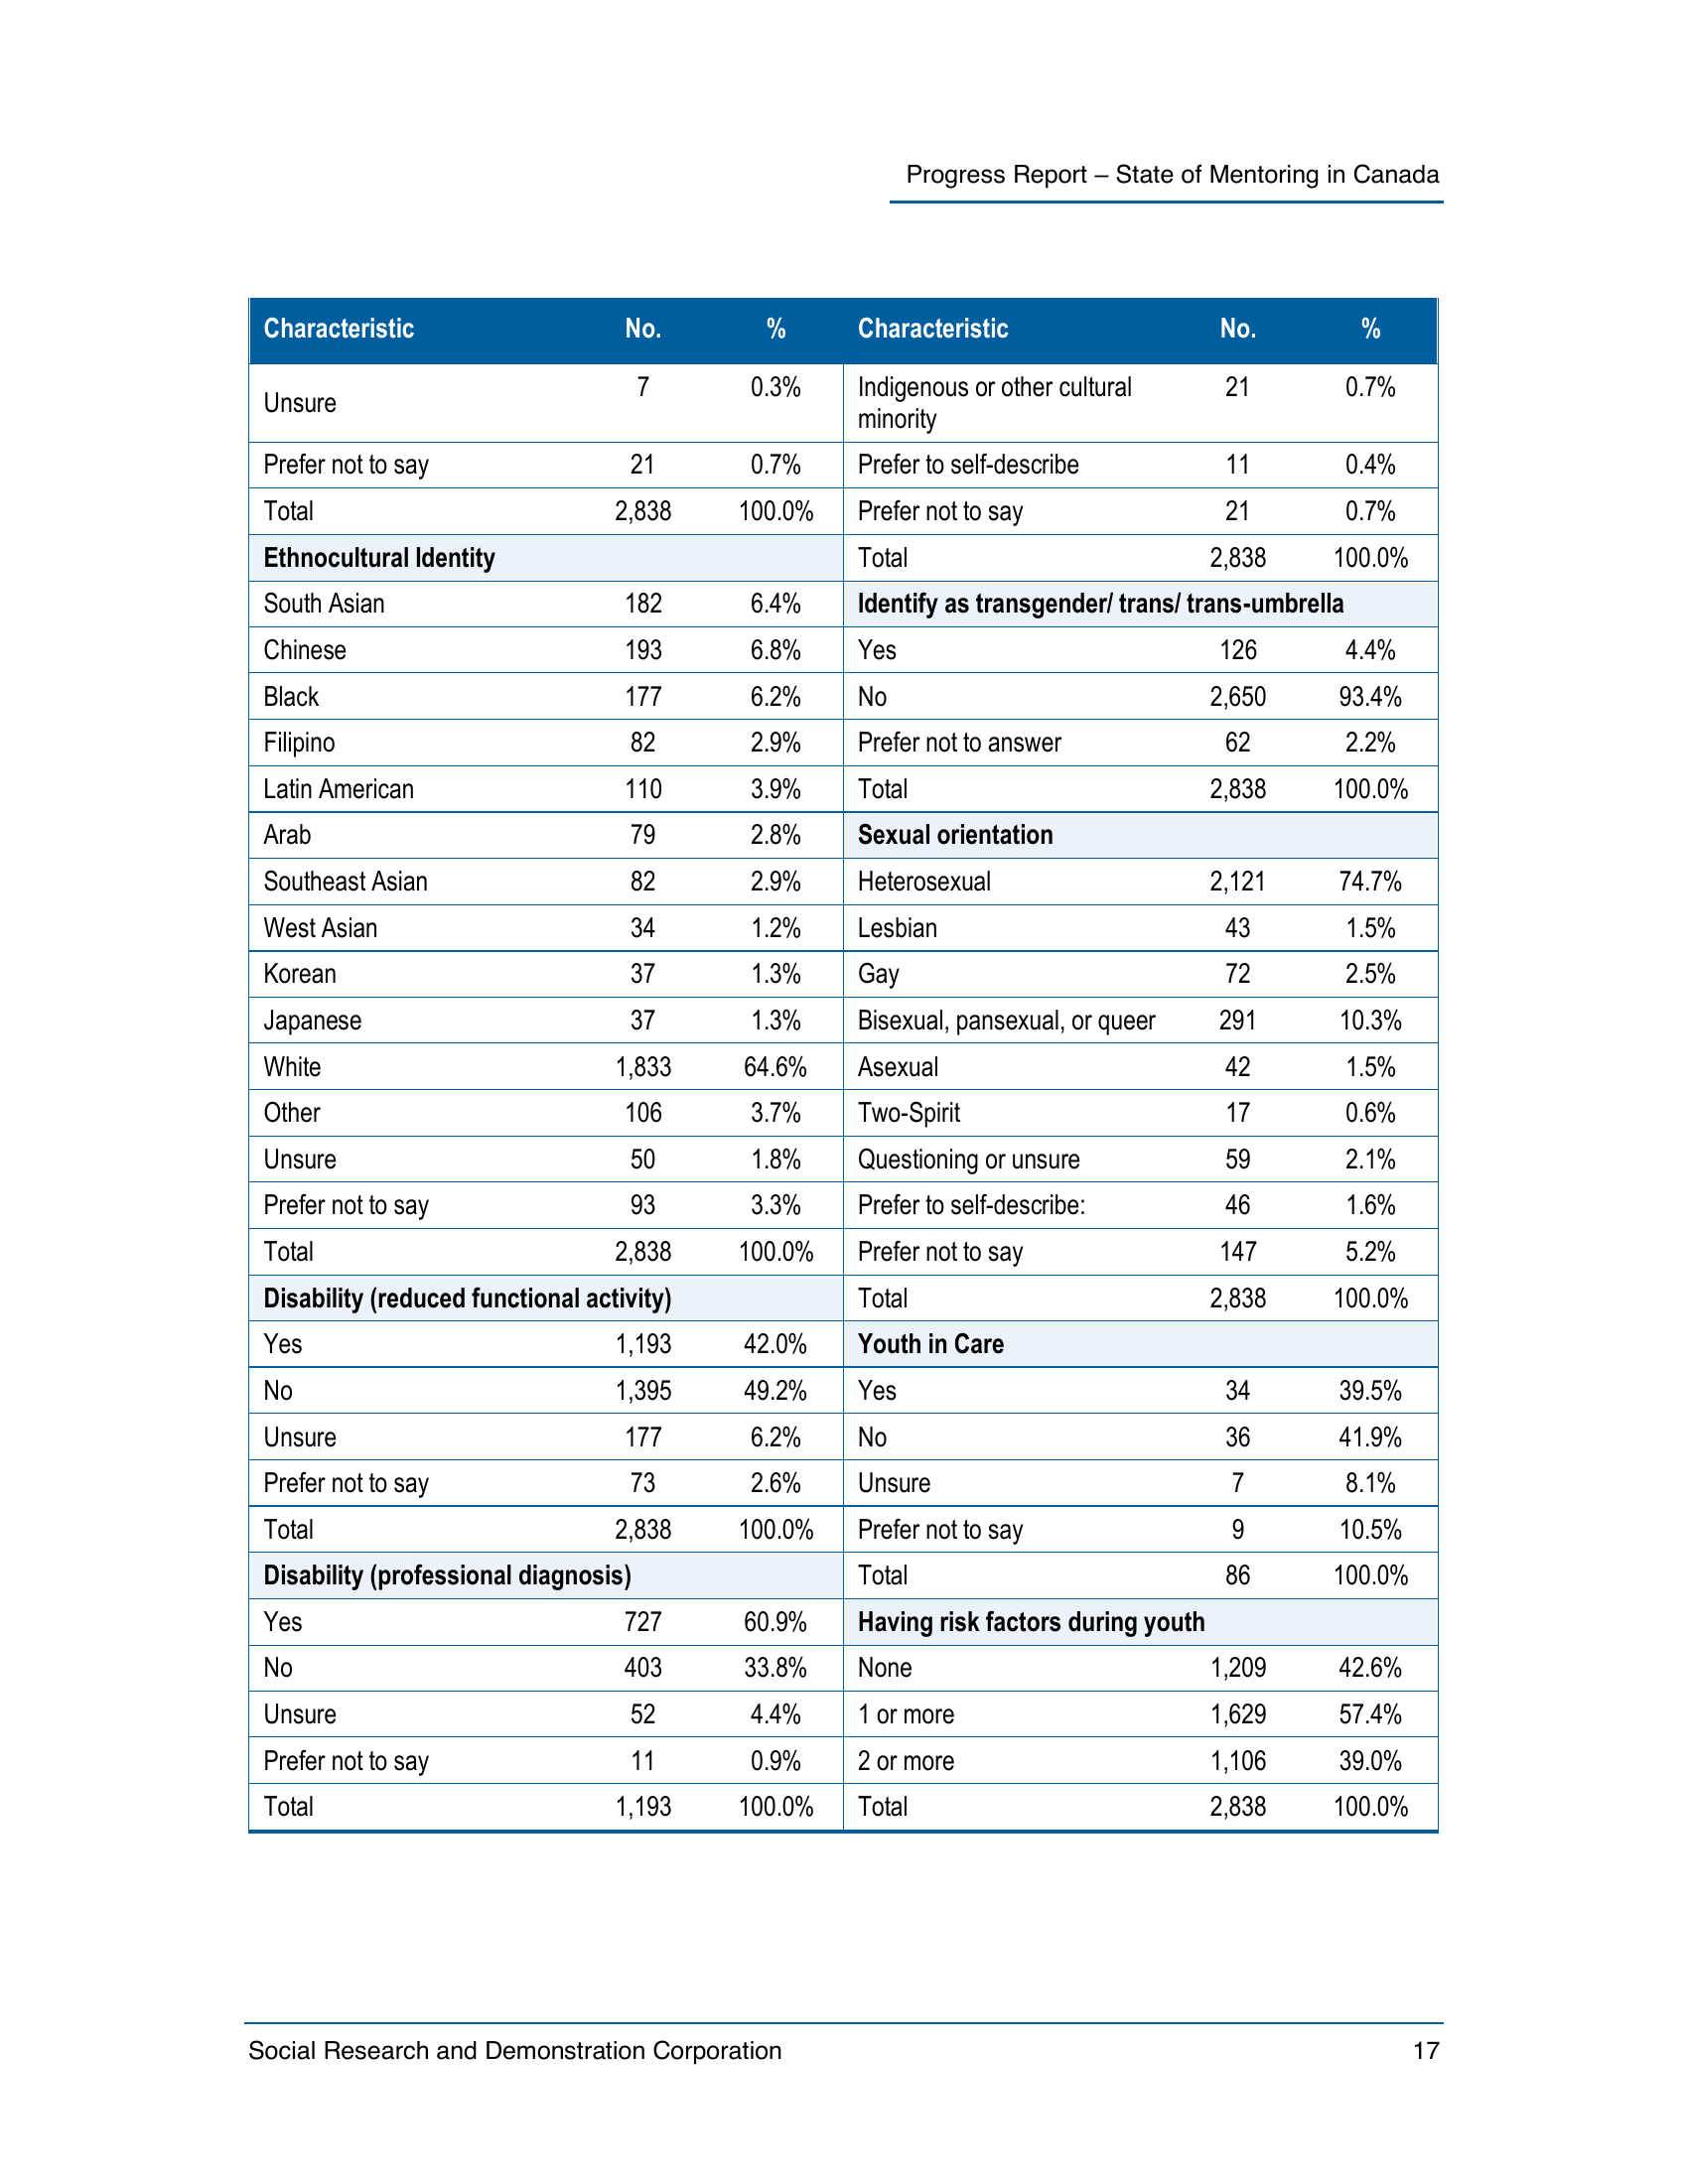 Progress Report – State of Mentoring in Canada
Characteristic No. % Characteristic No. %
Unsure 7 0.3% Indigenous or other cultural 21 0.7%
minority
Prefer not to say 21 0.7% Prefer to self-describe 11 0.4%
Total 2,838 100.0% Prefer not to say 21 0.7%
Ethnocultural Identity Total 2,838 100.0%
South Asian 182 6.4% Identify as transgender/ trans/ trans-umbrella
Chinese 193 6.8% Yes 126 4.4%
Black 177 6.2% No 2,650 93.4%
Filipino 82 2.9% Prefer not to answer 62 2.2%
Latin American 110 3.9% Total 2,838 100.0%
Arab 79 2.8% Sexual orientation
Southeast Asian 82 2.9% Heterosexual 2,121 74.7%
West Asian 34 1.2% Lesbian 43 1.5%
Korean 37 1.3% Gay 72 2.5%
Japanese 37 1.3% Bisexual, pansexual, or queer 291 10.3%
White 1,833 64.6% Asexual 42 1.5%
Other 106 3.7% Two-Spirit 17 0.6%
Unsure 50 1.8% Questioning or unsure 59 2.1%
Prefer not to say 93 3.3% Prefer to self-describe: 46 1.6%
Total 2,838 100.0% Prefer not to say 147 5.2%
Disability (reduced functional activity) Total 2,838 100.0%
Yes 1,193 42.0% Youth in Care
No 1,395 49.2% Yes 34 39.5%
Unsure 177 6.2% No 36 41.9%
Prefer not to say 73 2.6% Unsure 7 8.1%
Total 2,838 100.0% Prefer not to say 9 10.5%
Disability (professional diagnosis) Total 86 100.0%
Yes 727 60.9% Having risk factors during youth
No 403 33.8% None 1,209 42.6%
Unsure 52 4.4% 1 or more 1,629 57.4%
Prefer not to say 11 0.9% 2 or more 1,106 39.0%
Total 1,193 100.0% Total 2,838 100.0%
Social Research and Demonstration Corporation 17